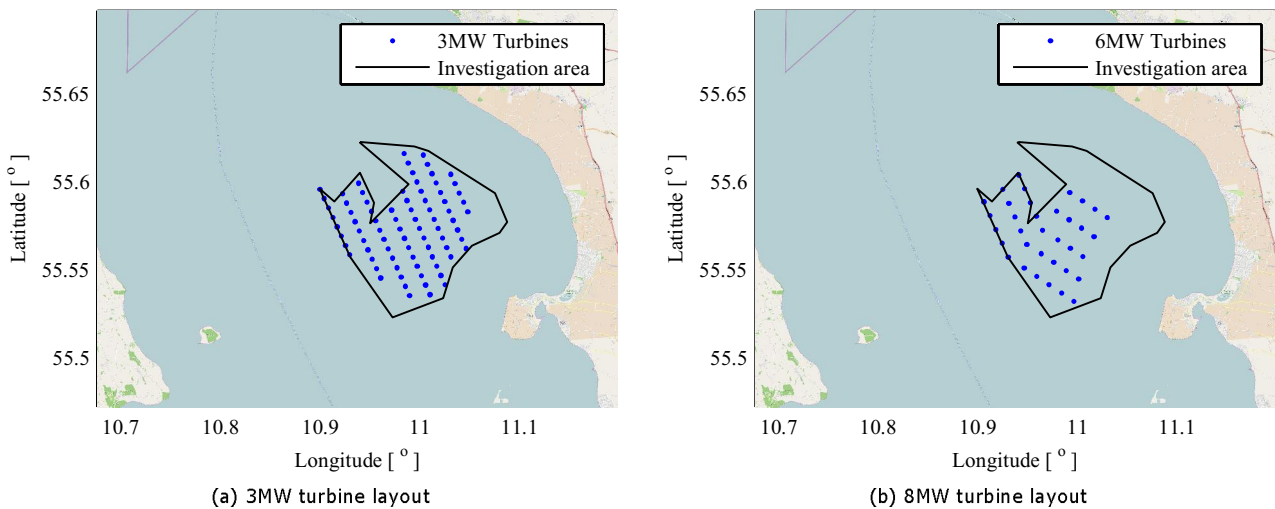 3MW Turbines
Investigation area
55.65
55.6
55.55
55.5
Latitude [ ° ]
10.7 10.8 10.9 11 11.1
Longitude [ ° ]
(a) 3MW turbine layout
6MW Turbines
Investigation area
55.65
55.6
55.55
55.5
Latitude [ ° ]
10.7 10.8 10.9 11 11.1
Longitude [ ° ]
(b) 8MW turbine layout